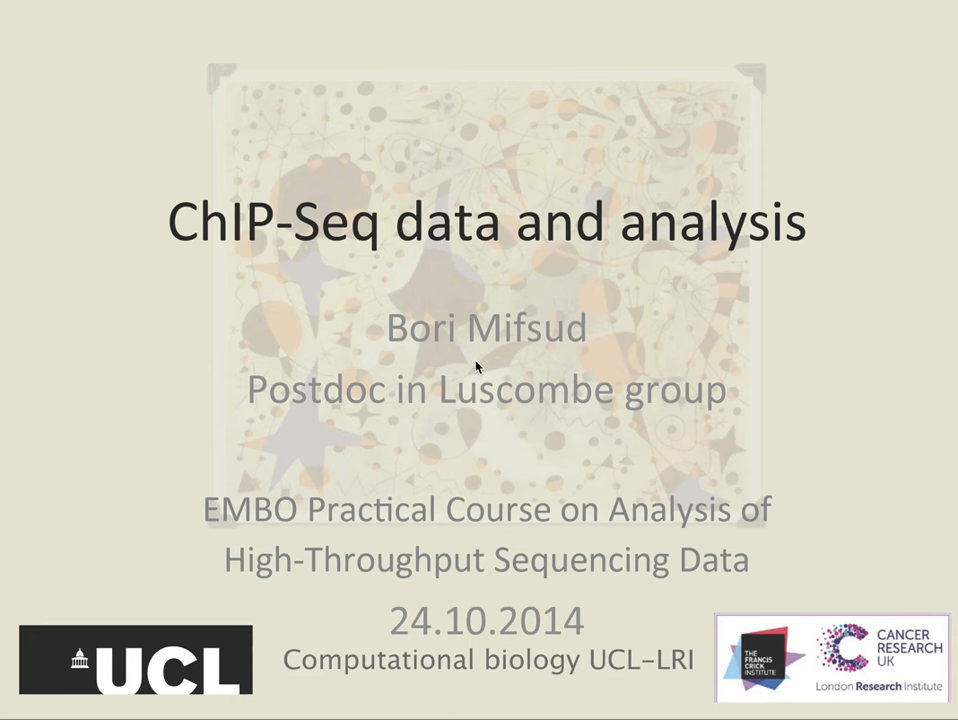 ChIP-Seq data and analysis
Bori Mifsud
Postdoc in Luscombe group
EMBO Practical Course on Analysis of
High-Throughput Sequencing Data
24.10.2014
Computational biology UCL-LRI
UCL
THE
FRANCIS
CRICK
INSTITUTE
CANCER
RESEARCH
UK
London Research Institute